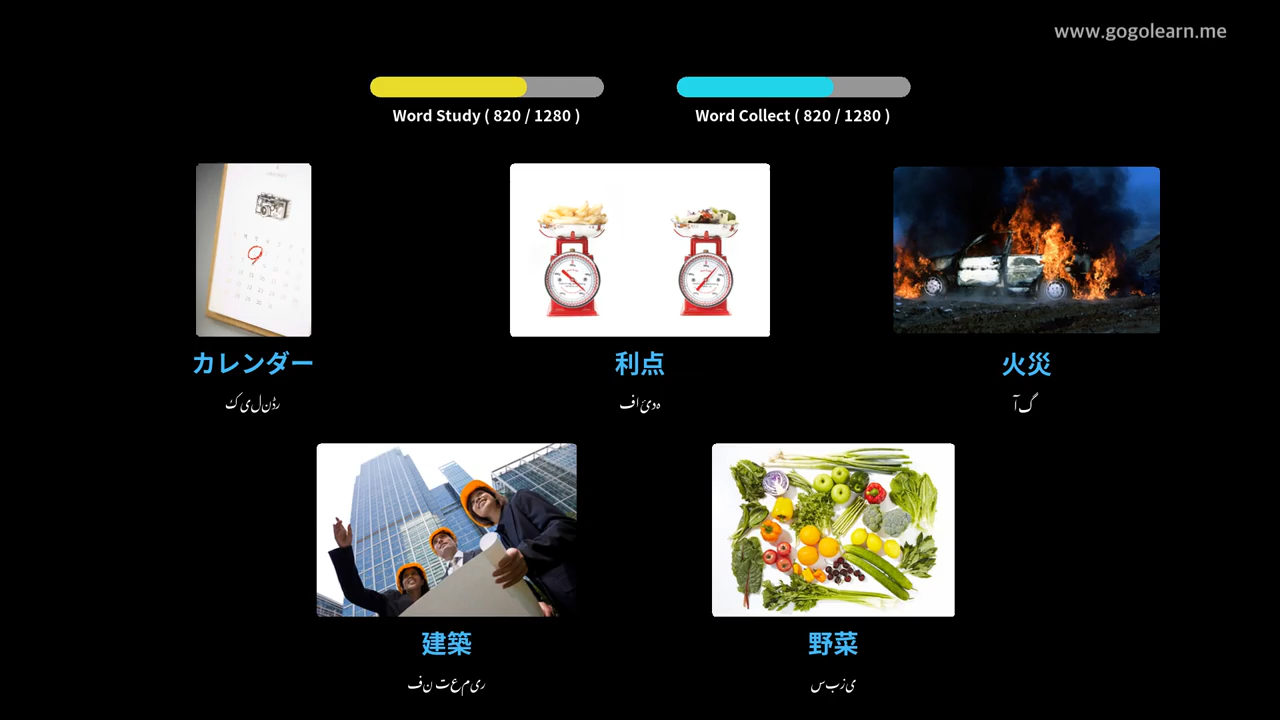 www.gogolearn.me
Word Study ( 820 / 1280 )
Word Collect ( 820 / 1280 )
カレンダー
利点
火災
کیلنڈر
فائدہ
آگ
建築
野菜
فن تعمیر
سبزی